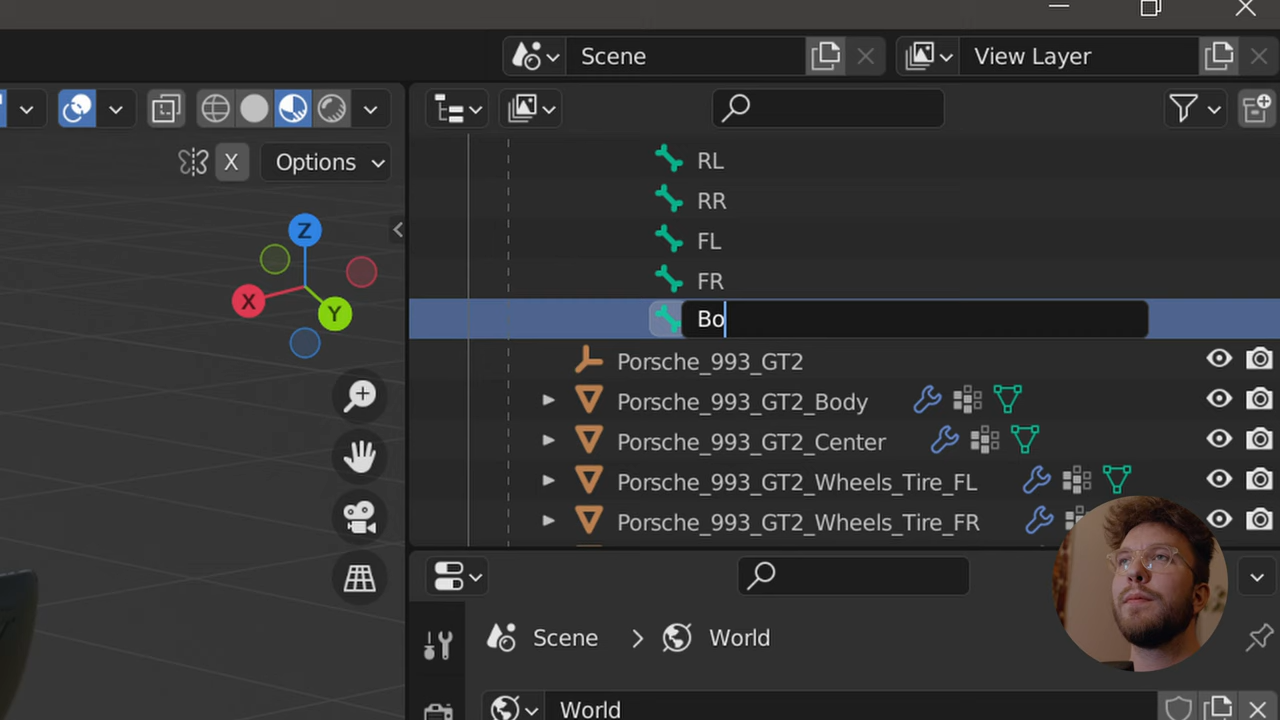 Scene
View Layer
X
Options
Z
X
Y
RL
RR
FL
FR
Bo
Porsche_993_GT2
Porsche_993_GT2_Body
Porsche_993_GT2_Center
Porsche_993_GT2_Wheels_Tire_FL
Porsche_993_GT2_Wheels_Tire_FR
Scene > World
World